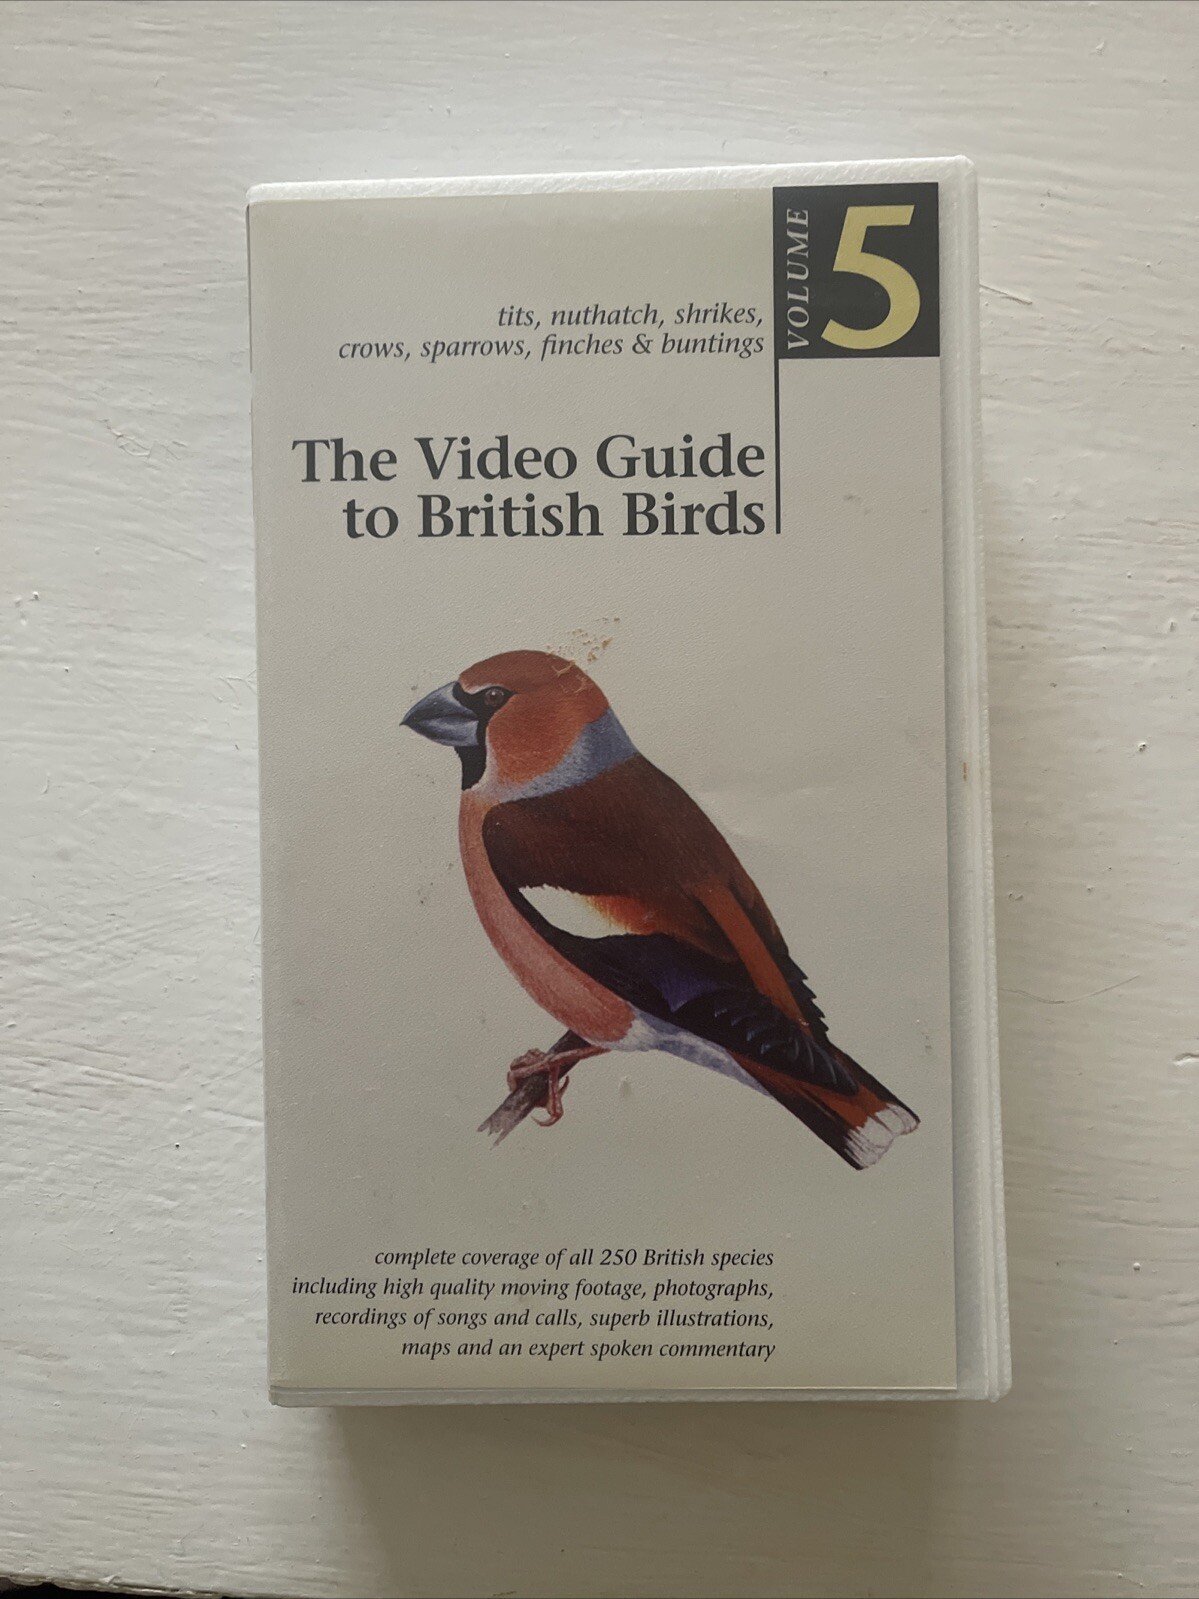 VOLUME
5
tits, nuthatch, shrikes,
crows, sparrows, finches & buntings
The Video Guide
to British Birds
complete coverage of all 250 British species
including high quality moving footage, photographs,
recordings of songs and calls, superb illustrations,
maps and an expert spoken commentary